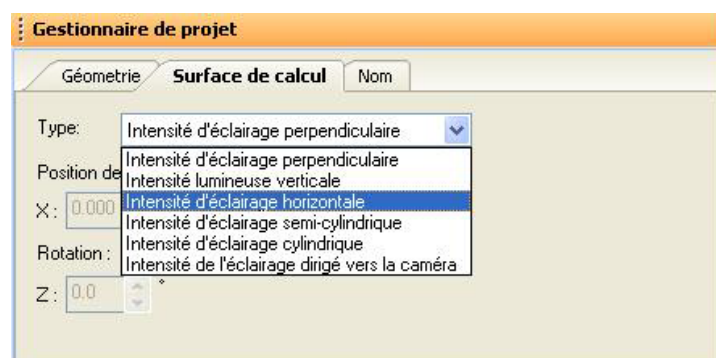 Gestionnaire de projet
Géometrie Surface de calcul Nom
Type: Intensité d'éclairage perpendiculaire
Intensité d'éclairage perpendiculaire
Position de
Intensité lumineuse verticale
X: 0.000
Intensité d'éclairage horizontale
Intensité d'éclairage semi-cylindrique
Rotation :
Intensité d'éclairage cylindrique
Intensité de l'éclairage dirigé vers la caméra
Z: 0.0 °